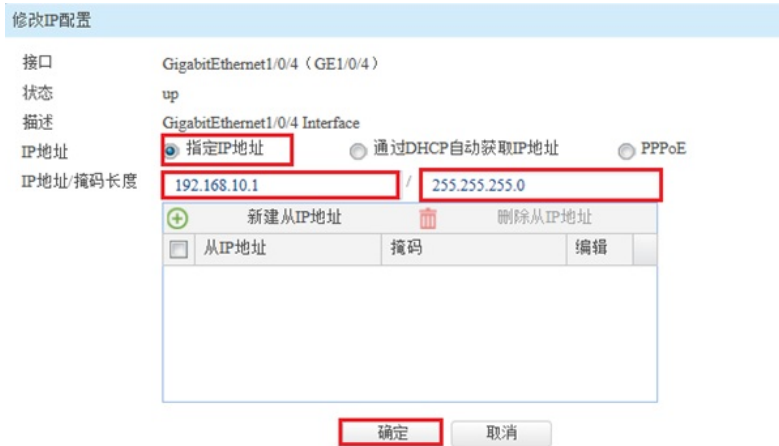 修改IP配置
接口 GigabitEthernet1/0/4（GE1/0/4）
状态 up
描述 GigabitEthernet1/0/4 Interface
IP地址 指定IP地址 通过DHCP自动获取IP地址 PPPoE
IP地址/掩码长度 192.168.10.1 / 255.255.255.0
新建从IP地址 删除从IP地址
从IP地址 掩码 编辑
确定 取消